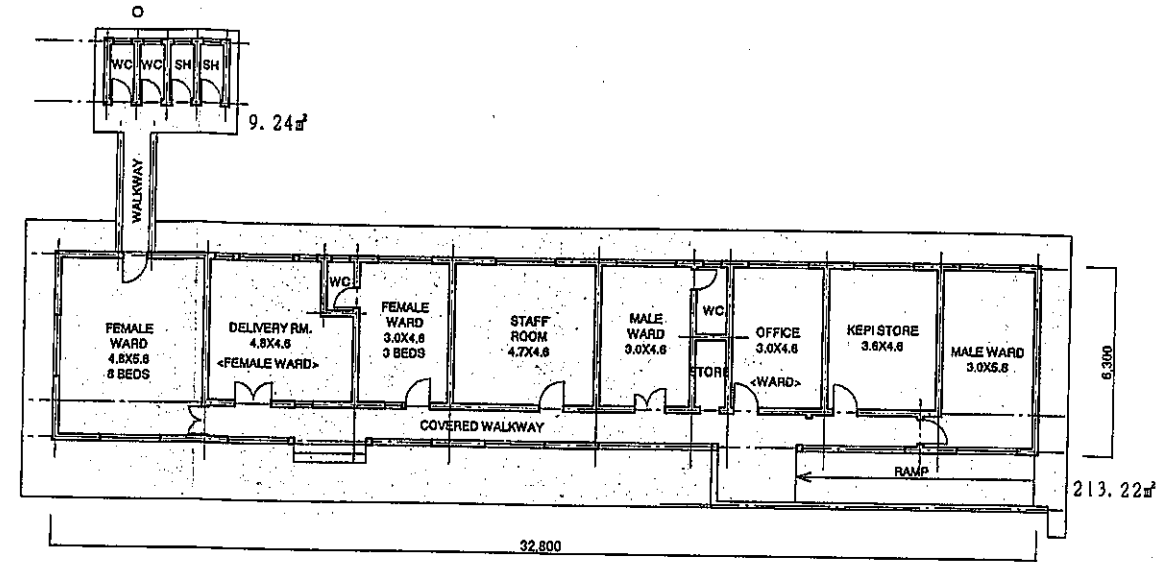 WC WC SH SH
9.24㎡
WALKWAY
FEMALE
WARD
4.8X5.6
8 BEDS
DELIVERY RM.
4.8X4.6
<FEMALE WARD>
WC
FEMALE
WARD
3.0X4.6
3 BEDS
STAFF
ROOM
4.7X4.6
MALE
WARD
3.0X4.6
WC
STORE
OFFICE
3.0X4.6
<WARD>
KEPI STORE
3.6X4.6
MALE WARD
3.0X5.6
6,300
COVERED WALKWAY
RAMP
213.22㎡
32,800